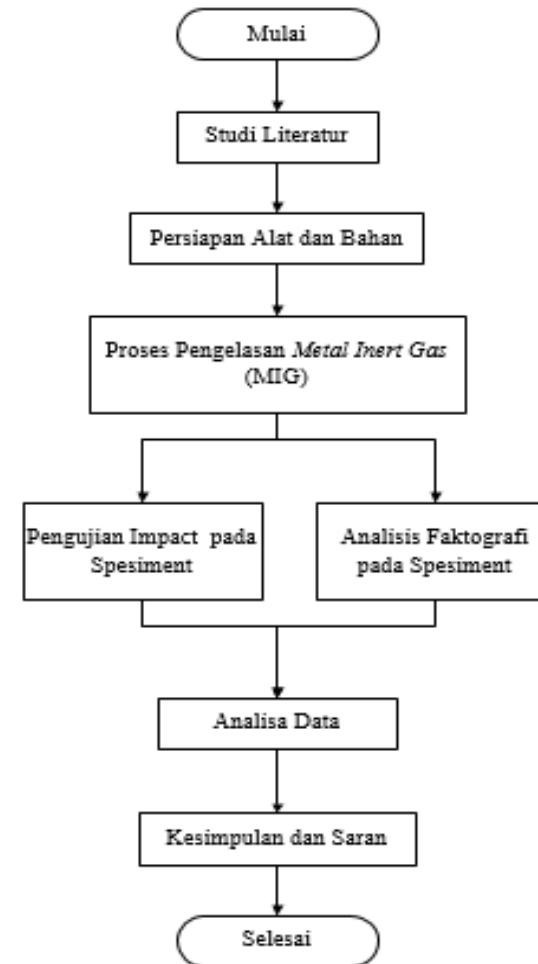 Mulai
Studi Literatur
Persiapan Alat dan Bahan
Proses Pengelasan Metal Inert Gas
(MIG)
Pengujian Impact pada
Spesiment
Analisis Faktografi
pada Spesiment
Analisa Data
Kesimpulan dan Saran
Selesai